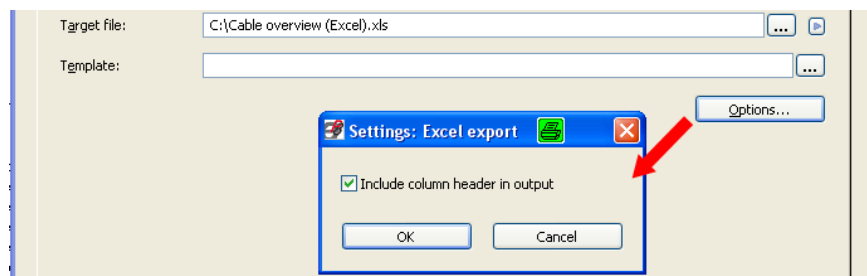 Target file: C:\Cable overview (Excel).xls ...
Template: ...
Options...
Settings: Excel export
Include column header in output
OK Cancel